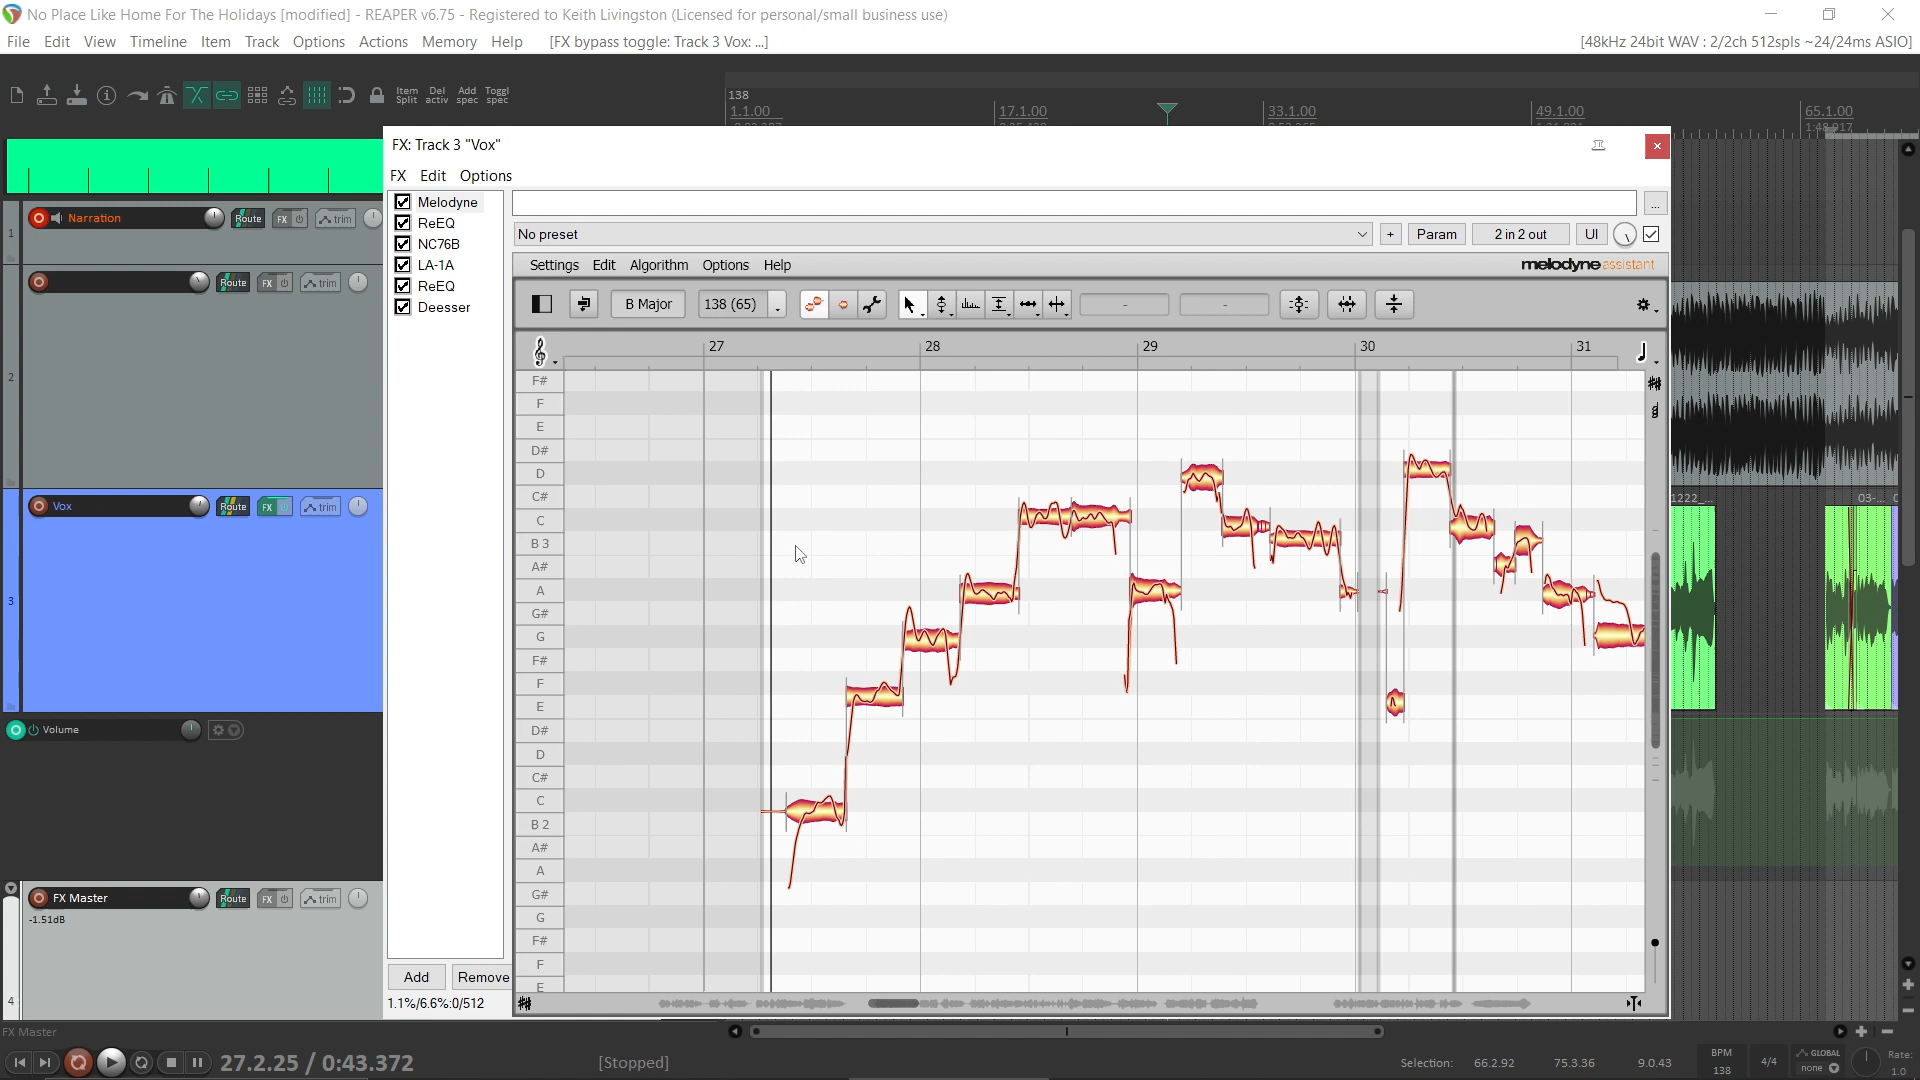 No Place Like Home For The Holidays [modified] - REAPER v6.75 - Registered to Keith Livingston (Licensed for personal/small business use)
File Edit View Timeline Item Track Options Actions Memory Help [FX bypass toggle: Track 3 Vox: ...]
[48kHz 24bit WAV : 2/2ch 512spls ~24/24ms ASIO]
Item Split
Del activ
Add spec
Toggl spec
138
1.1.00 17.1.00 33.1.00 49.1.00 65.1.00
1:48.917
FX: Track 3 "Vox"
FX Edit Options
Melodyne
ReEQ
NC76B
LA-1A
ReEQ
Deesser
Add Remove
1.1%/6.6%:0/512
...
No preset + Param 2 in 2 out UI
Settings Edit Algorithm Options Help
melodyne assistant
B Major 138 (65) - -
27 28 29 30 31
F#
F
E
D#
D
C#
C
B 3
A#
A
G#
G
F#
F
E
D#
D
C#
C
B 2
A#
A
G#
G
F#
F
E
1 Narration Route FX trim
2 Route FX trim
3 Vox Route FX trim
Volume
4 FX Master Route FX trim
-1.51dB
1222_...
03-...
FX Master
27.2.25 / 0:43.372
[Stopped]
Selection: 66.2.92 75.3.36 9.0.43
BPM
138
4/4
GLOBAL
none
Rate:
1.0